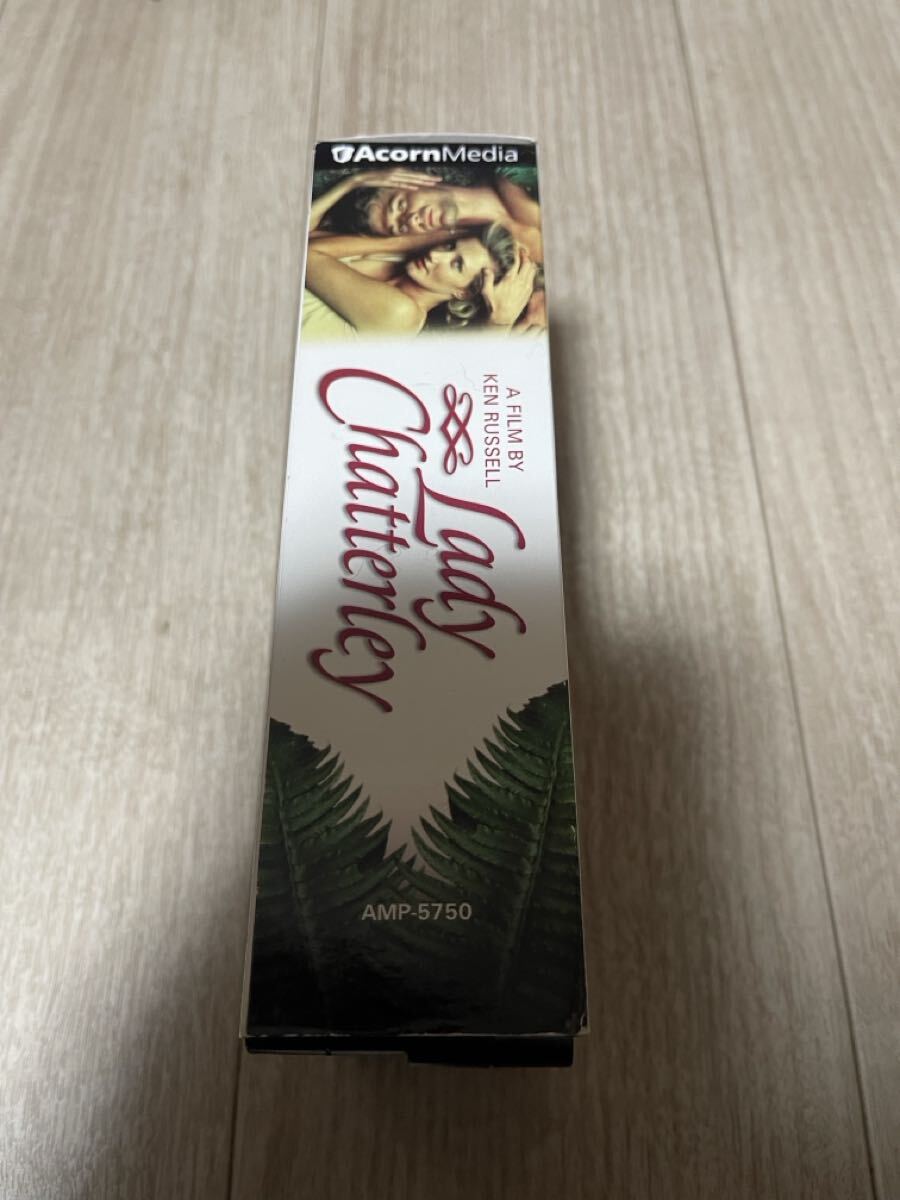 AcornMedia
A FILM BY
KEN RUSSELL
Lady
Chatterley
AMP-5750